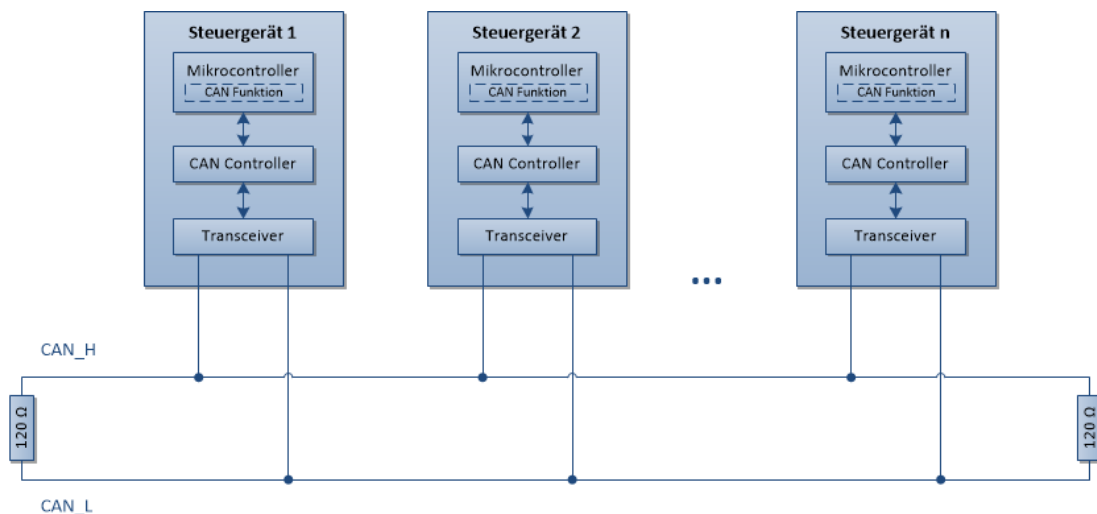 Steuergerät 1
Mikrocontroller
CAN Funktion
CAN Controller
Transceiver
Steuergerät 2
Mikrocontroller
CAN Funktion
CAN Controller
Transceiver
...
Steuergerät n
Mikrocontroller
CAN Funktion
CAN Controller
Transceiver
CAN_H
120 Ω
120 Ω
CAN_L